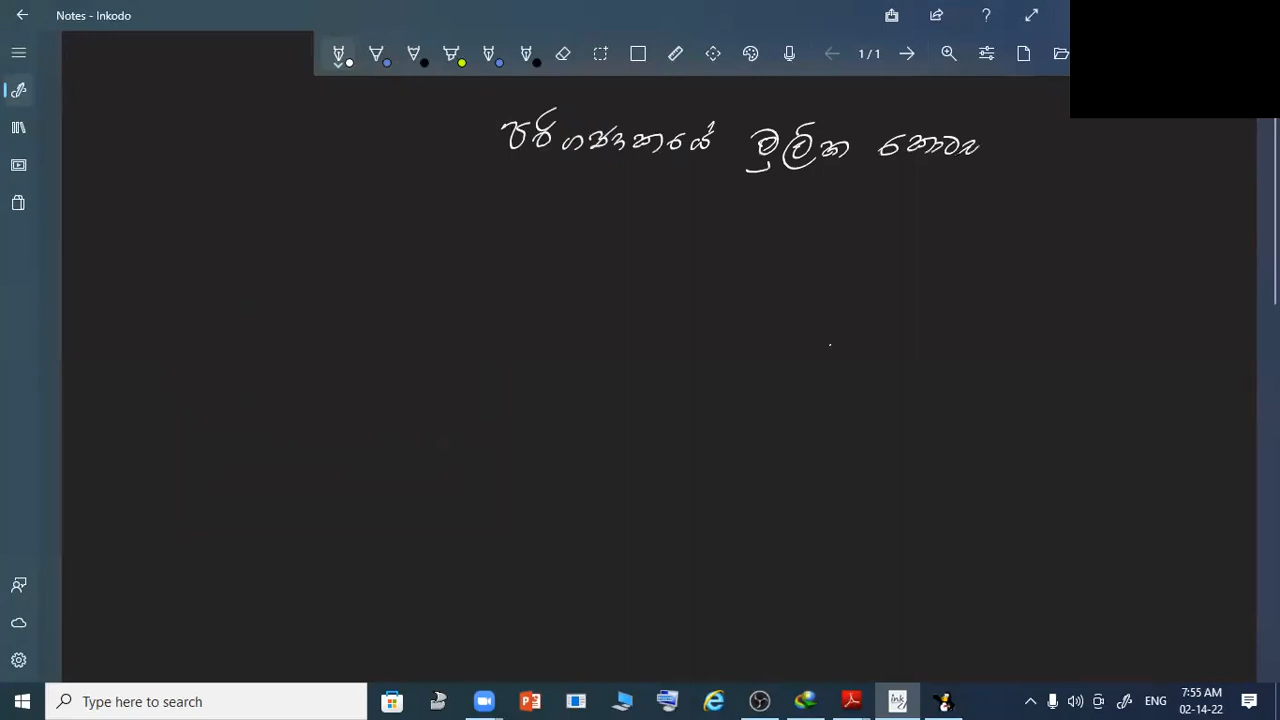 Notes - Inkodo
1/1
පරිගණකයේ මුලික කොටස්
Type here to search
ENG
7:55 AM
02-14-22